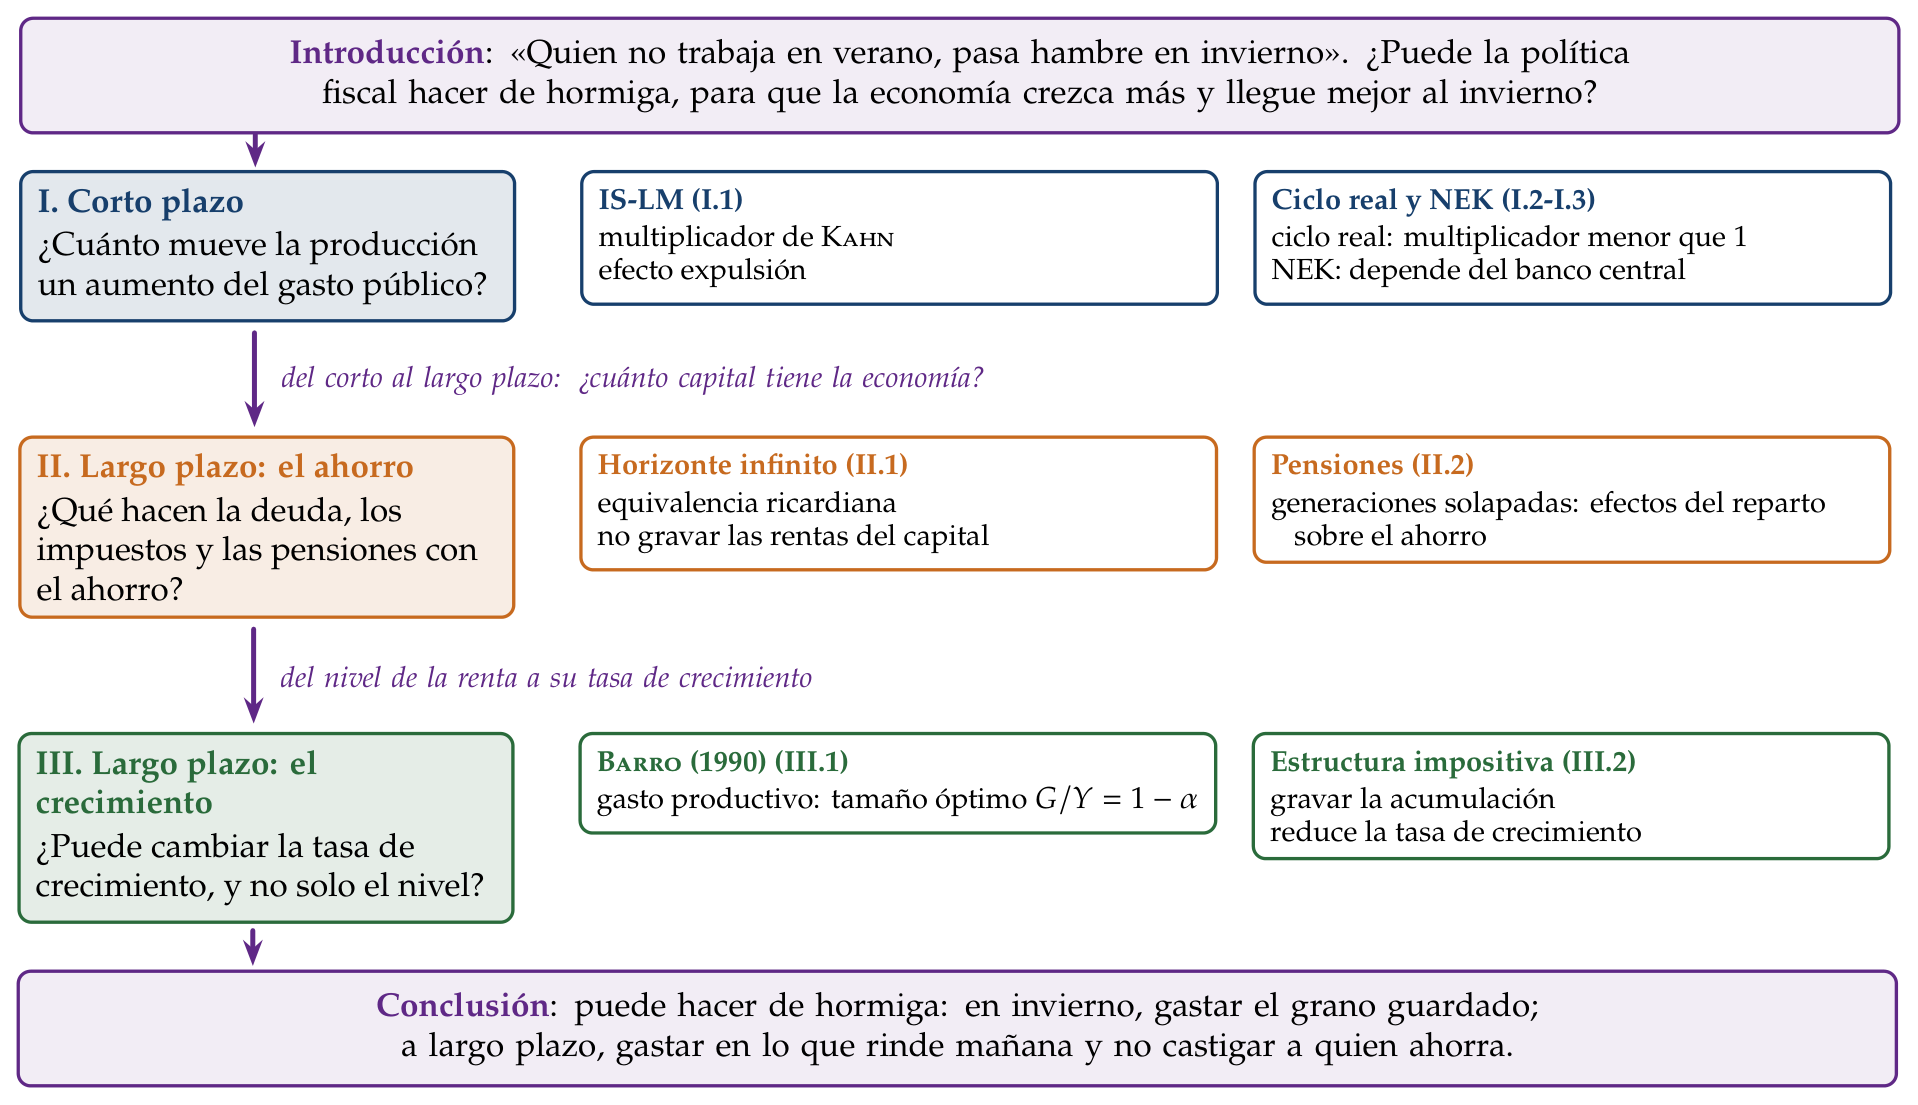 Introducción: «Quien no trabaja en verano, pasa hambre en invierno». ¿Puede la política
fiscal hacer de hormiga, para que la economía crezca más y llegue mejor al invierno?
I. Corto plazo
¿Cuánto mueve la producción
un aumento del gasto público?
IS-LM (I.1)
multiplicador de Kahn
efecto expulsión
Ciclo real y NEK (I.2-I.3)
ciclo real: multiplicador menor que 1
NEK: depende del banco central
del corto al largo plazo: ¿cuánto capital tiene la economía?
II. Largo plazo: el ahorro
¿Qué hacen la deuda, los
impuestos y las pensiones con
el ahorro?
Horizonte infinito (II.1)
equivalencia ricardiana
no gravar las rentas del capital
Pensiones (II.2)
generaciones solapadas: efectos del reparto
sobre el ahorro
del nivel de la renta a su tasa de crecimiento
III. Largo plazo: el
crecimiento
¿Puede cambiar la tasa de
crecimiento, y no solo el nivel?
Barro (1990) (III.1)
gasto productivo: tamaño óptimo G/Y = 1 − α
Estructura impositiva (III.2)
gravar la acumulación
reduce la tasa de crecimiento
Conclusión: puede hacer de hormiga: en invierno, gastar el grano guardado;
a largo plazo, gastar en lo que rinde mañana y no castigar a quien ahorra.